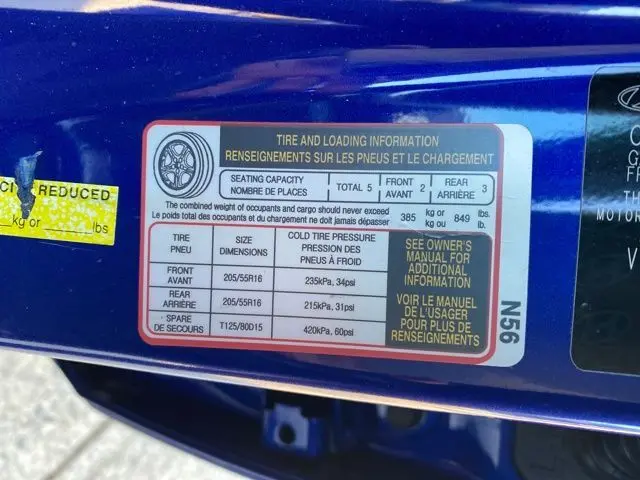 TIRE AND LOADING INFORMATION
RENSEIGNEMENTS SUR LES PNEUS ET LE CHARGEMENT
SEATING CAPACITY
NOMBRE DE PLACES
TOTAL 5
FRONT
AVANT 2
REAR
ARRIÈRE 3
The combined weight of occupants and cargo should never exceed
Le poids total des occupants et du chargement ne doit jamais dépasser
385 kg or
kg ou 849 lbs.
lb.
TIRE
PNEU
SIZE
DIMENSIONS
COLD TIRE PRESSURE
PRESSION DES
PNEUS À FROID
FRONT
AVANT
205/55R16
235kPa, 34psi
REAR
ARRIÈRE
205/55R16
215kPa, 31psi
SPARE
DE SECOURS
T125/80D15
420kPa, 60psi
SEE OWNER'S
MANUAL FOR
ADDITIONAL
INFORMATION
VOIR LE MANUEL
DE L'USAGER
POUR PLUS DE
RENSEIGNEMENTS
N56
REDUCED
kg or lbs
TH
MOTOR
V